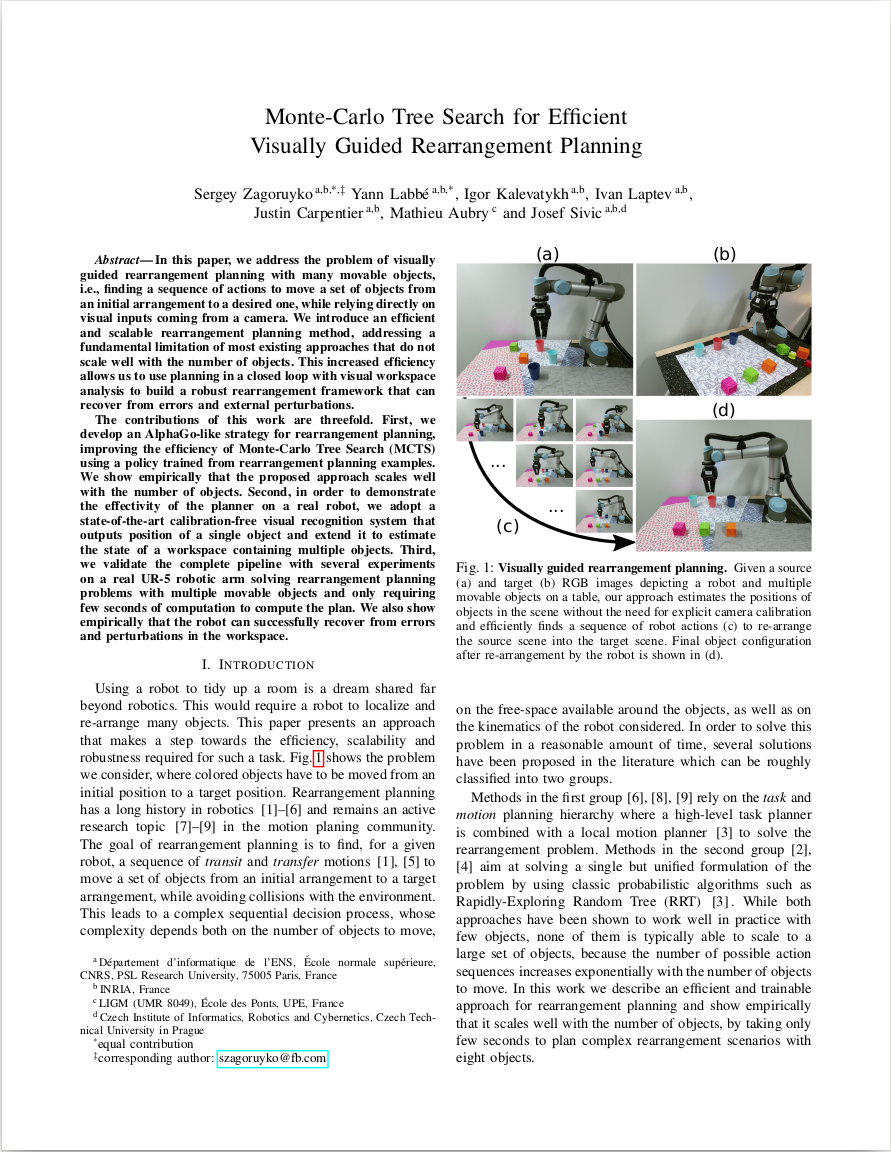 Monte-Carlo Tree Search for Efficient
Visually Guided Rearrangement Planning
Sergey Zagoruyko a,b,*,‡ Yann Labbé a,b,*, Igor Kalevatykh a,b, Ivan Laptev a,b,
Justin Carpentier a,b, Mathieu Aubry c and Josef Sivic a,b,d
Abstract—In this paper, we address the problem of visually
guided rearrangement planning with many movable objects,
i.e., finding a sequence of actions to move a set of objects from
an initial arrangement to a desired one, while relying directly on
visual inputs coming from a camera. We introduce an efficient
and scalable rearrangement planning method, addressing a
fundamental limitation of most existing approaches that do not
scale well with the number of objects. This increased efficiency
allows us to use planning in a closed loop with visual workspace
analysis to build a robust rearrangement framework that can
recover from errors and external perturbations.
The contributions of this work are threefold. First, we
develop an AlphaGo-like strategy for rearrangement planning,
improving the efficiency of Monte-Carlo Tree Search (MCTS)
using a policy trained from rearrangement planning examples.
We show empirically that the proposed approach scales well
with the number of objects. Second, in order to demonstrate
the effectivity of the planner on a real robot, we adopt a
state-of-the-art calibration-free visual recognition system that
outputs position of a single object and extend it to estimate
the state of a workspace containing multiple objects. Third,
we validate the complete pipeline with several experiments
on a real UR-5 robotic arm solving rearrangement planning
problems with multiple movable objects and only requiring
few seconds of computation to compute the plan. We also show
empirically that the robot can successfully recover from errors
and perturbations in the workspace.
I. INTRODUCTION
Using a robot to tidy up a room is a dream shared far
beyond robotics. This would require a robot to localize and
re-arrange many objects. This paper presents an approach
that makes a step towards the efficiency, scalability and
robustness required for such a task. Fig. 1 shows the problem
we consider, where colored objects have to be moved from an
initial position to a target position. Rearrangement planning
has a long history in robotics [1]–[6] and remains an active
research topic [7]–[9] in the motion planing community.
The goal of rearrangement planning is to find, for a given
robot, a sequence of transit and transfer motions [1], [5] to
move a set of objects from an initial arrangement to a target
arrangement, while avoiding collisions with the environment.
This leads to a complex sequential decision process, whose
complexity depends both on the number of objects to move,
a Département d'informatique de l'ENS, École normale supérieure,
CNRS, PSL Research University, 75005 Paris, France
b INRIA, France
c LIGM (UMR 8049), École des Ponts, UPE, France
d Czech Institute of Informatics, Robotics and Cybernetics, Czech Tech-
nical University in Prague
*equal contribution
‡corresponding author: szagoruyko@fb.com
(a)
(b)
...
...
(c)
(d)
Fig. 1: Visually guided rearrangement planning. Given a source
(a) and target (b) RGB images depicting a robot and multiple
movable objects on a table, our approach estimates the positions of
objects in the scene without the need for explicit camera calibration
and efficiently finds a sequence of robot actions (c) to re-arrange
the source scene into the target scene. Final object configuration
after re-arrangement by the robot is shown in (d).
on the free-space available around the objects, as well as on
the kinematics of the robot considered. In order to solve this
problem in a reasonable amount of time, several solutions
have been proposed in the literature which can be roughly
classified into two groups.
Methods in the first group [6], [8], [9] rely on the task and
motion planning hierarchy where a high-level task planner
is combined with a local motion planner [3] to solve the
rearrangement problem. Methods in the second group [2],
[4] aim at solving a single but unified formulation of the
problem by using classic probabilistic algorithms such as
Rapidly-Exploring Random Tree (RRT) [3]. While both
approaches have been shown to work well in practice with
few objects, none of them is typically able to scale to a
large set of objects, because the number of possible action
sequences increases exponentially with the number of objects
to move. In this work we describe an efficient and trainable
approach for rearrangement planning and show empirically
that it scales well with the number of objects, by taking only
few seconds to plan complex rearrangement scenarios with
eight objects.